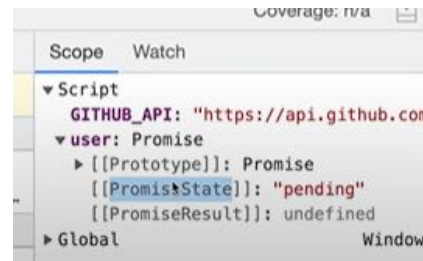 Coverage: n/a
Scope Watch
▼Script
GITHUB_API: "https://api.github.com
▼user: Promise
▶[[Prototype]]: Promise
[[PromiseState]]: "pending"
[[PromiseResult]]: undefined
▶Global Window